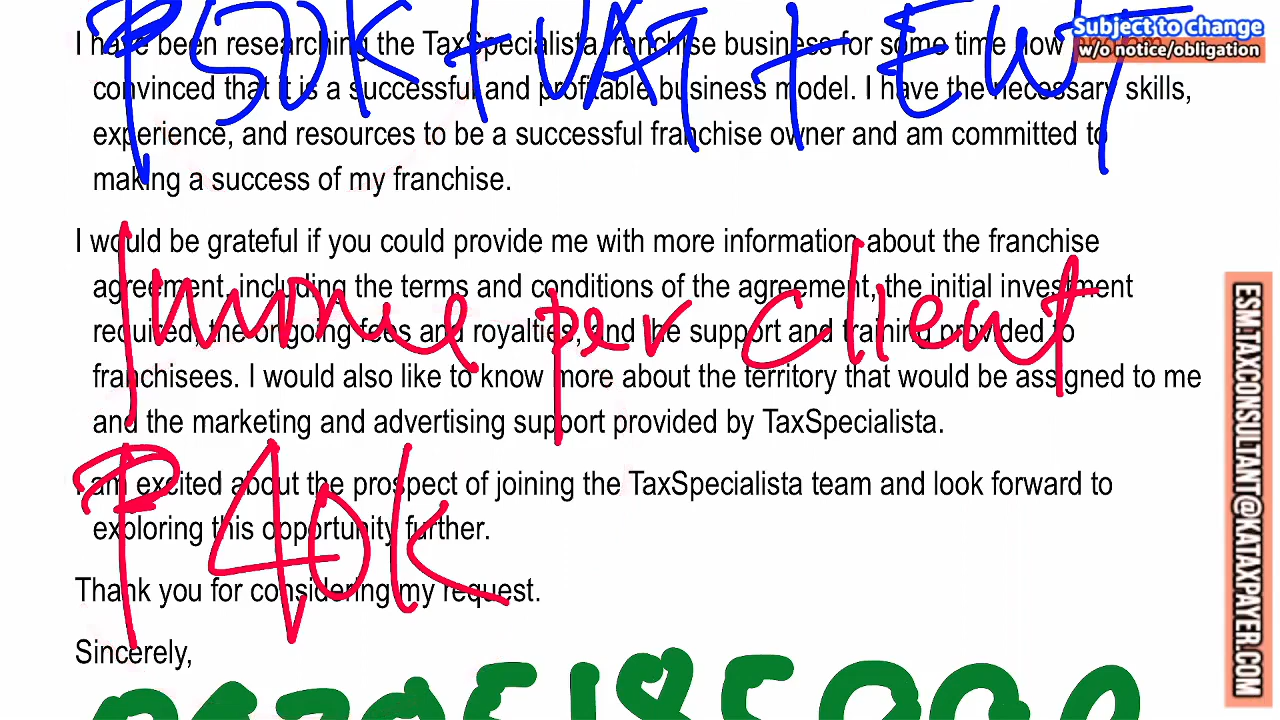 ₱50K + VAT + EWT
Subject to change
w/o notice/obligation
I have been researching the TaxSpecialista franchise business for some time now
convinced that it is a successful and profitable business model. I have the necessary skills,
experience, and resources to be a successful franchise owner and am committed to
making a success of my franchise.
I would be grateful if you could provide me with more information about the franchise
agreement, including the terms and conditions of the agreement, the initial investment
required, the ongoing fees and royalties, and the support and training provided to
franchisees. I would also like to know more about the territory that would be assigned to me
and the marketing and advertising support provided by TaxSpecialista.
Income per client
₱40K
I am excited about the prospect of joining the TaxSpecialista team and look forward to
exploring this opportunity further.
Thank you for considering my request.
Sincerely,
ESM.TAXCONSULTANT@KATAXPAYER.COM